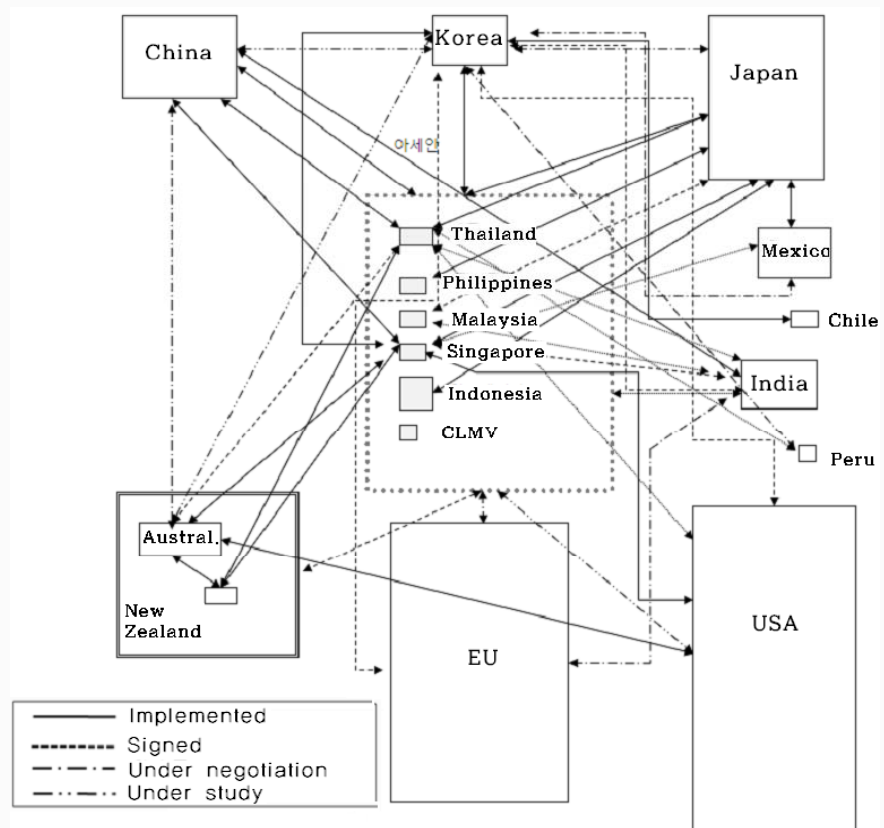 China
Korea
Japan
아세안
Thailand
Mexico
Philippines
Malaysia
Chile
Singapore
India
Indonesia
CLMV
Peru
Austral.
New
Zealand
EU
USA
Implemented
Signed
Under negotiation
Under study